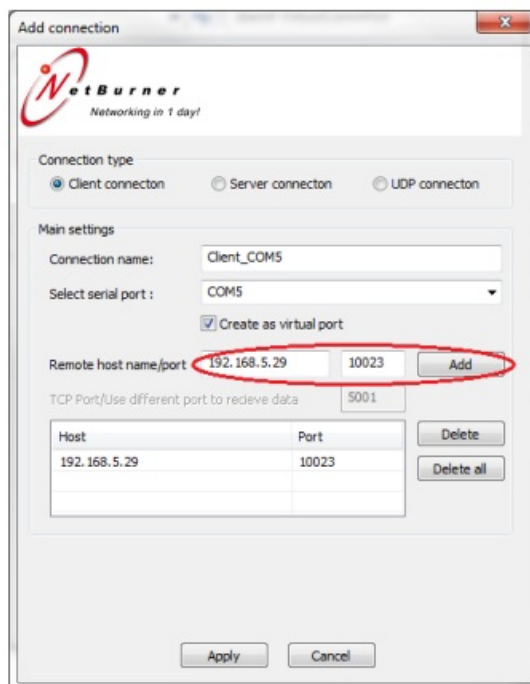 Add connection
NetBurner
Networking in 1 day!
Connection type
Client connecton
Server connecton
UDP connecton
Main settings
Connection name:
Client_COM5
Select serial port :
COM5
Create as virtual port
Remote host name/port
192.168.5.29
10023
Add
TCP Port/Use different port to recieve data
5001
Host
Port
Delete
192.168.5.29
10023
Delete all
Apply
Cancel